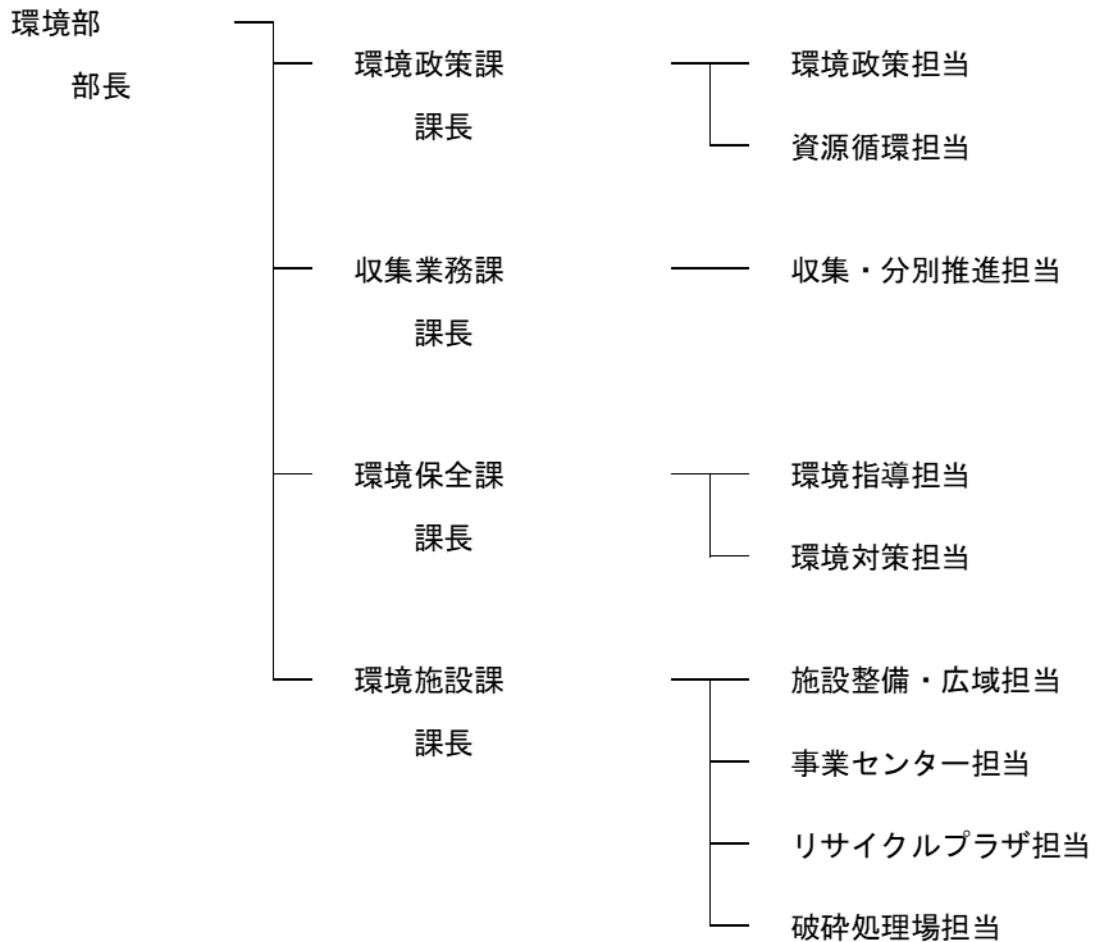 環境部
部長
環境政策課
課長
環境政策担当
資源循環担当
収集業務課
課長
収集・分別推進担当
環境保全課
課長
環境指導担当
環境対策担当
環境施設課
課長
施設整備・広域担当
事業センター担当
リサイクルプラザ担当
破砕処理場担当